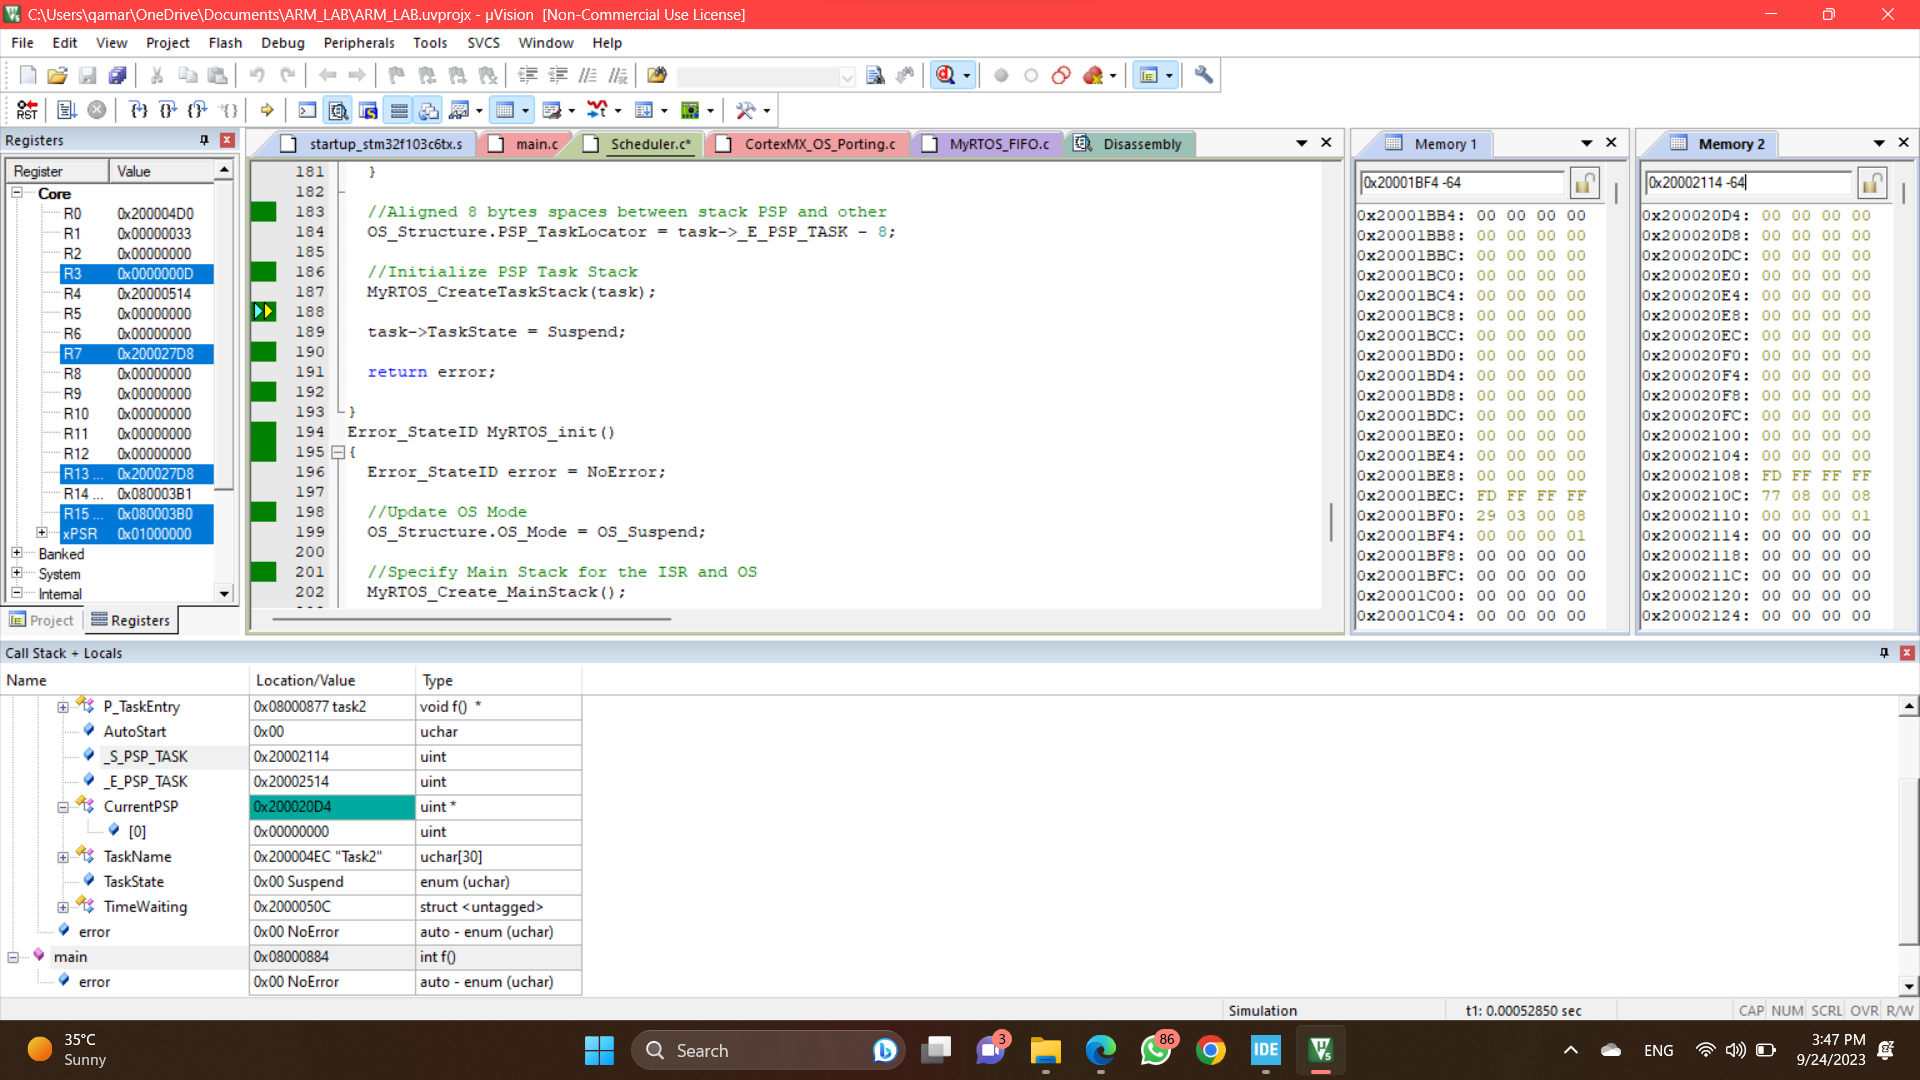 C:\Users\qamar\OneDrive\Documents\ARM_LAB\ARM_LAB.uvprojx - µVision  [Non-Commercial Use License]
File Edit View Project Flash Debug Peripherals Tools SVCS Window Help
RST
Registers
Register Value
Core
R0 0x200004D0
R1 0x00000033
R2 0x00000000
R3 0x0000000D
R4 0x20000514
R5 0x00000000
R6 0x00000000
R7 0x200027D8
R8 0x00000000
R9 0x00000000
R10 0x00000000
R11 0x00000000
R12 0x00000000
R13 ... 0x200027D8
R14 ... 0x080003B1
R15 ... 0x080003B0
xPSR 0x01000000
Banked
System
Internal
Project Registers
startup_stm32f103c6tx.s main.c Scheduler.c* CortexMX_OS_Porting.c MyRTOS_FIFO.c Disassembly
181 }
182
183 //Aligned 8 bytes spaces between stack PSP and other
184 OS_Structure.PSP_TaskLocator = task->_E_PSP_TASK - 8;
185
186 //Initialize PSP Task Stack
187 MyRTOS_CreateTaskStack(task);
188
189 task->TaskState = Suspend;
190
191 return error;
192
193 }
194 Error_StateID MyRTOS_init()
195 {
196 Error_StateID error = NoError;
197
198 //Update OS Mode
199 OS_Structure.OS_Mode = OS_Suspend;
200
201 //Specify Main Stack for the ISR and OS
202 MyRTOS_Create_MainStack();
Memory 1
0x20001BF4 -64
0x20001BB4: 00 00 00 00
0x20001BB8: 00 00 00 00
0x20001BBC: 00 00 00 00
0x20001BC0: 00 00 00 00
0x20001BC4: 00 00 00 00
0x20001BC8: 00 00 00 00
0x20001BCC: 00 00 00 00
0x20001BD0: 00 00 00 00
0x20001BD4: 00 00 00 00
0x20001BD8: 00 00 00 00
0x20001BDC: 00 00 00 00
0x20001BE0: 00 00 00 00
0x20001BE4: 00 00 00 00
0x20001BE8: 00 00 00 00
0x20001BEC: FD FF FF FF
0x20001BF0: 29 03 00 08
0x20001BF4: 00 00 00 01
0x20001BF8: 00 00 00 00
0x20001BFC: 00 00 00 00
0x20001C00: 00 00 00 00
0x20001C04: 00 00 00 00
Memory 2
0x20002114 -64
0x200020D4: 00 00 00 00
0x200020D8: 00 00 00 00
0x200020DC: 00 00 00 00
0x200020E0: 00 00 00 00
0x200020E4: 00 00 00 00
0x200020E8: 00 00 00 00
0x200020EC: 00 00 00 00
0x200020F0: 00 00 00 00
0x200020F4: 00 00 00 00
0x200020F8: 00 00 00 00
0x200020FC: 00 00 00 00
0x20002100: 00 00 00 00
0x20002104: 00 00 00 00
0x20002108: FD FF FF FF
0x2000210C: 77 08 00 08
0x20002110: 00 00 00 01
0x20002114: 00 00 00 00
0x20002118: 00 00 00 00
0x2000211C: 00 00 00 00
0x20002120: 00 00 00 00
0x20002124: 00 00 00 00
Call Stack + Locals
Name Location/Value Type
P_TaskEntry 0x08000877 task2 void f() *
AutoStart 0x00 uchar
_S_PSP_TASK 0x20002114 uint
_E_PSP_TASK 0x20002514 uint
CurrentPSP 0x200020D4 uint *
[0] 0x00000000 uint
TaskName 0x200004EC "Task2" uchar[30]
TaskState 0x00 Suspend enum (uchar)
TimeWaiting 0x2000050C struct <untagged>
error 0x00 NoError auto - enum (uchar)
main 0x08000884 int f()
error 0x00 NoError auto - enum (uchar)
Simulation t1: 0.00052850 sec CAP NUM SCRL OVR R/W
35°C
Sunny
Search
3
86
IDE
ENG
3:47 PM
9/24/2023